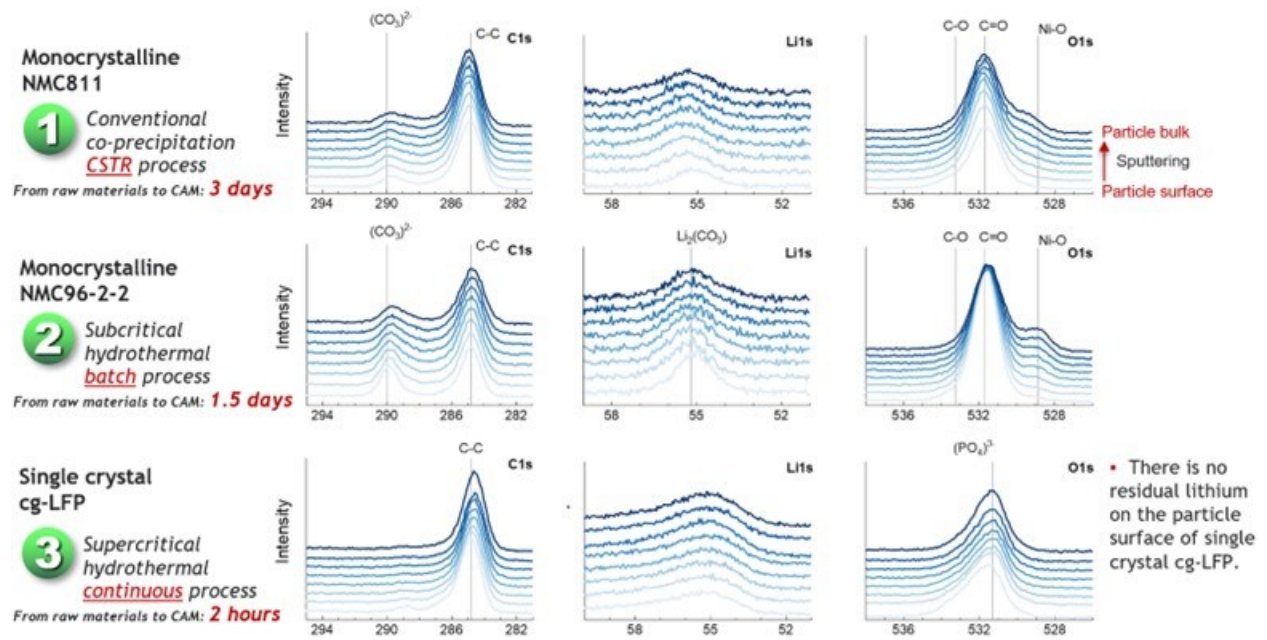 Monocrystalline
NMC811
1
Conventional
co-precipitation
CSTR process
From raw materials to CAM: 3 days
(CO₃)²⁻
C-C
C1s
Intensity
294 290 286 282
Li1s
58 55 52
C-O C=O Ni-O
O1s
536 532 528
Particle bulk
Sputtering
Particle surface
Monocrystalline
NMC96-2-2
2
Subcritical
hydrothermal
batch process
From raw materials to CAM: 1.5 days
(CO₃)²⁻
C-C
C1s
Intensity
294 290 286 282
Li₂(CO₃)
Li1s
58 55 52
C-O C=O Ni-O
O1s
536 532 528
Single crystal
cg-LFP
3
Supercritical
hydrothermal
continuous process
From raw materials to CAM: 2 hours
C-C
C1s
Intensity
294 290 286 282
Li1s
58 55 52
(PO₄)³⁻
O1s
536 532 528
▪ There is no
residual lithium
on the particle
surface of single
crystal cg-LFP.